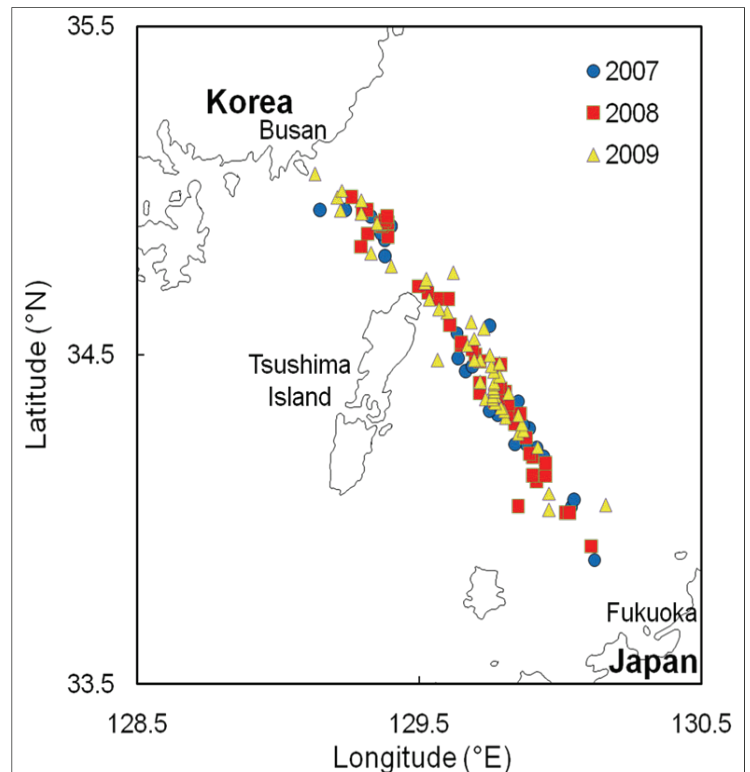 35.5
Korea
Busan
2007
2008
2009
Latitude (°N)
34.5
Tsushima
Island
Fukuoka
Japan
33.5
128.5
129.5
130.5
Longitude (°E)